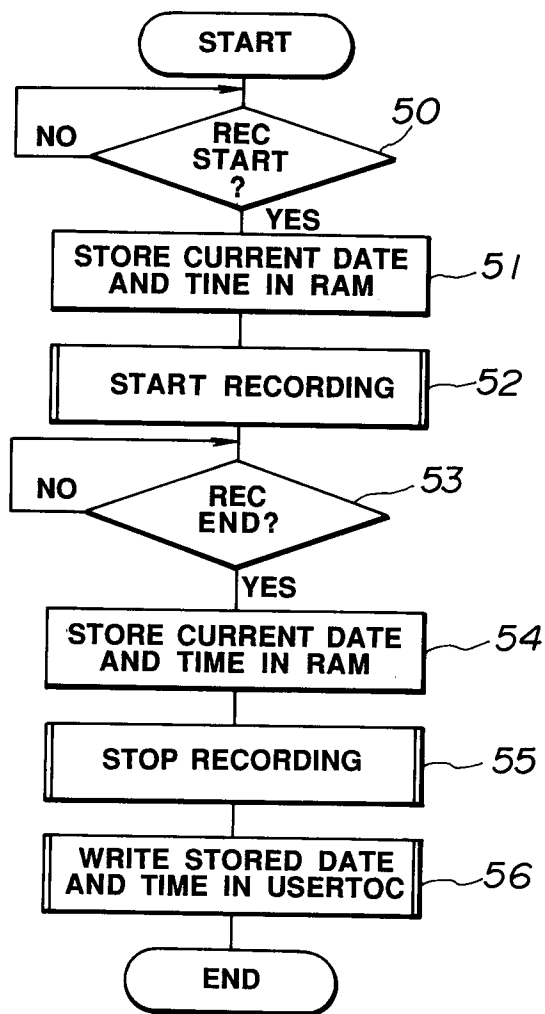 START
50
REC
START
?
NO
YES
STORE CURRENT DATE
AND TINE IN RAM
51
START RECORDING
52
53
REC
END?
NO
YES
STORE CURRENT DATE
AND TIME IN RAM
54
STOP RECORDING
55
WRITE STORED DATE
AND TIME IN USERTOC
56
END